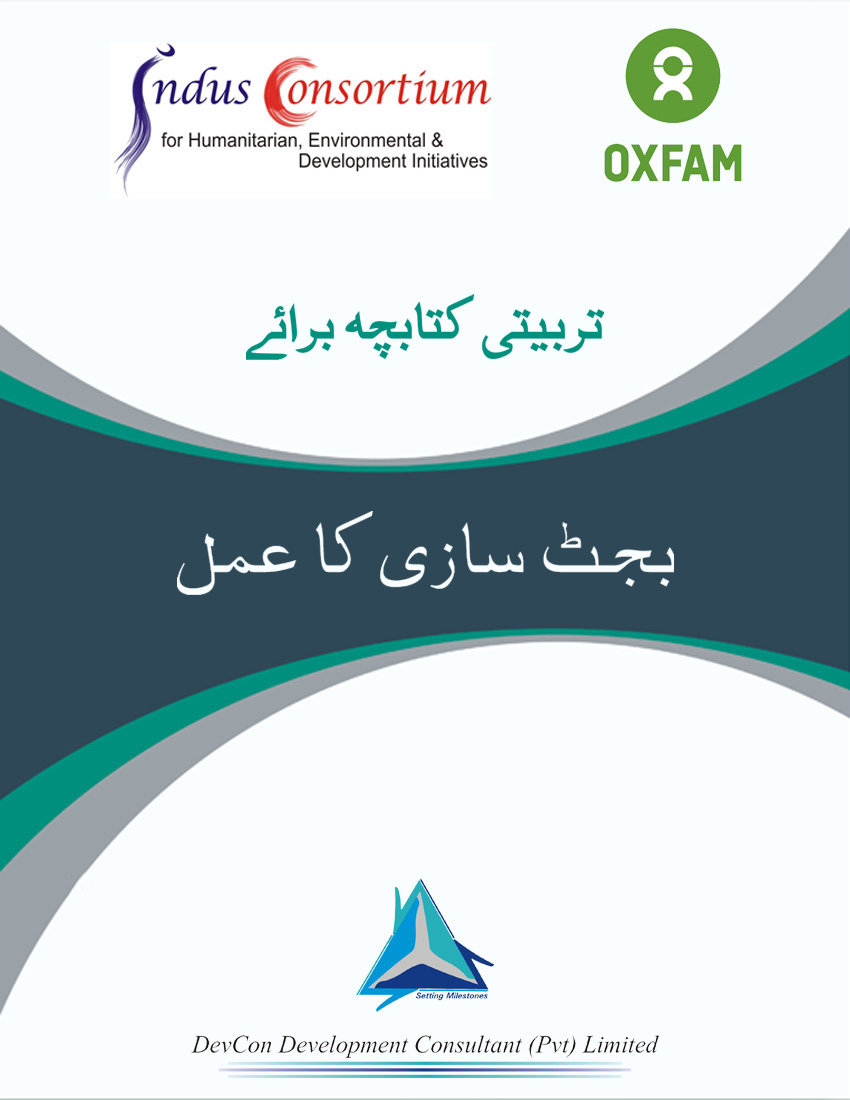 Indus Consortium
for Humanitarian, Environmental &
Development Initiatives
OXFAM
تربیتی کتابچہ برائے
بجٹ سازی کا عمل
Setting Milestones
DevCon Development Consultant (Pvt) Limited